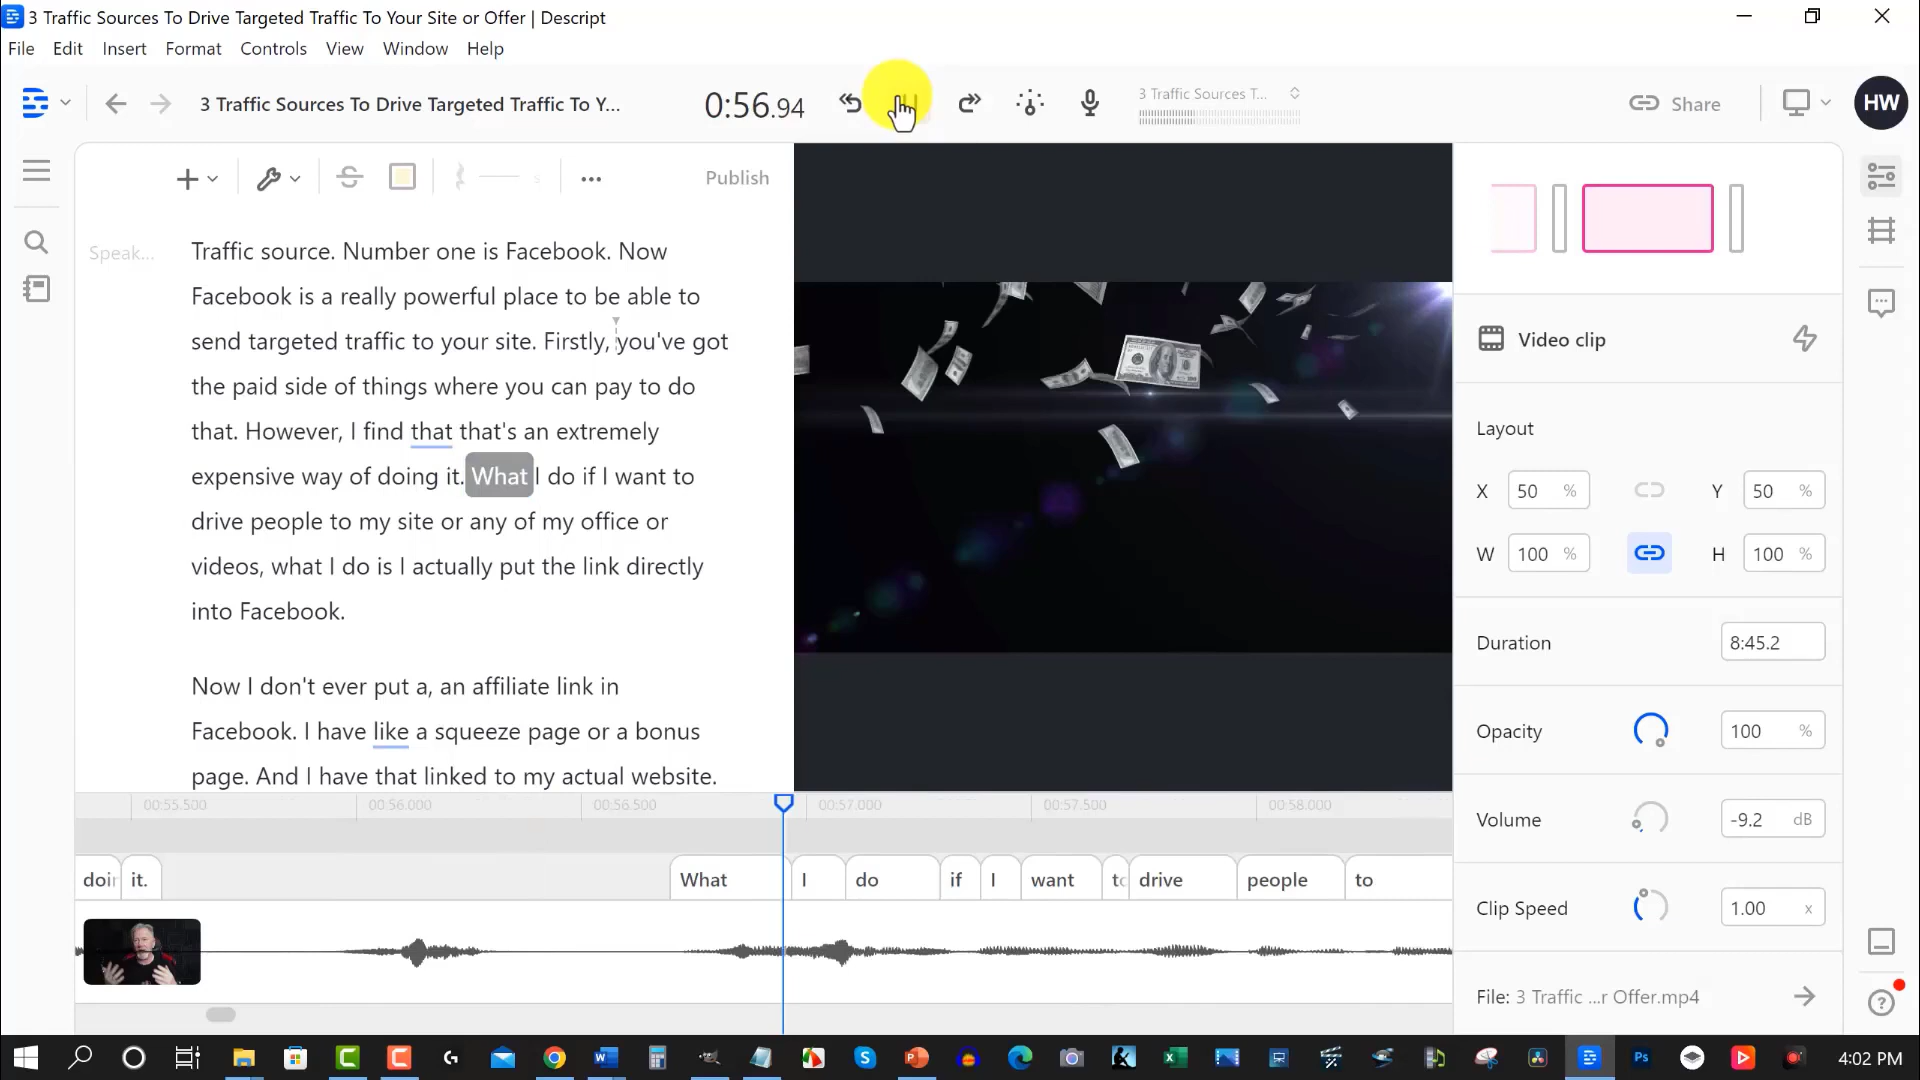 3 Traffic Sources To Drive Targeted Traffic To Your Site or Offer | Descript
File Edit Insert Format Controls View Window Help
3 Traffic Sources To Drive Targeted Traffic To Y... 0:56.94 3 Traffic Sources T... Share HW
Publish
Speak... Traffic source. Number one is Facebook. Now
Facebook is a really powerful place to be able to
send targeted traffic to your site. Firstly, you've got
the paid side of things where you can pay to do
that. However, I find that that's an extremely
expensive way of doing it. What I do if I want to
drive people to my site or any of my office or
videos, what I do is I actually put the link directly
into Facebook.
Now I don't ever put a, an affiliate link in
Facebook. I have like a squeeze page or a bonus
page. And I have that linked to my actual website.
Video clip
Layout
X 50 % Y 50 %
W 100 % H 100 %
Duration 8:45.2
Opacity 100 %
Volume -9.2 dB
Clip Speed 1.00 x
File: 3 Traffic ...r Offer.mp4
00:55.500 00:56.000 00:56.500 00:57.000 00:57.500 00:58.000
doin it. What I do if I want to drive people to
4:02 PM